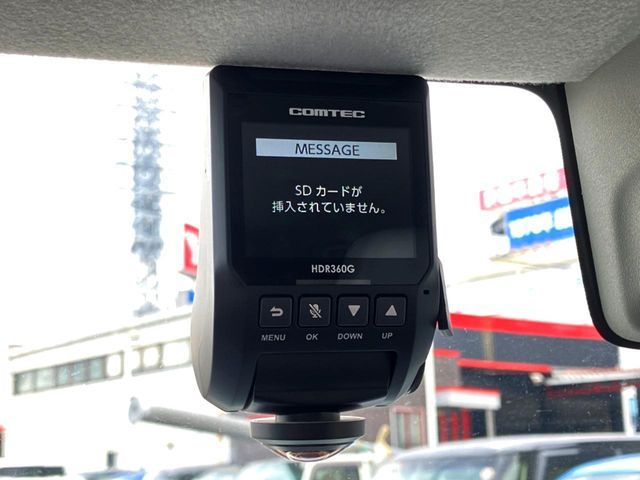 COMTEC
MESSAGE
SDカードが
挿入されていません。
HDR360G
MENU OK DOWN UP